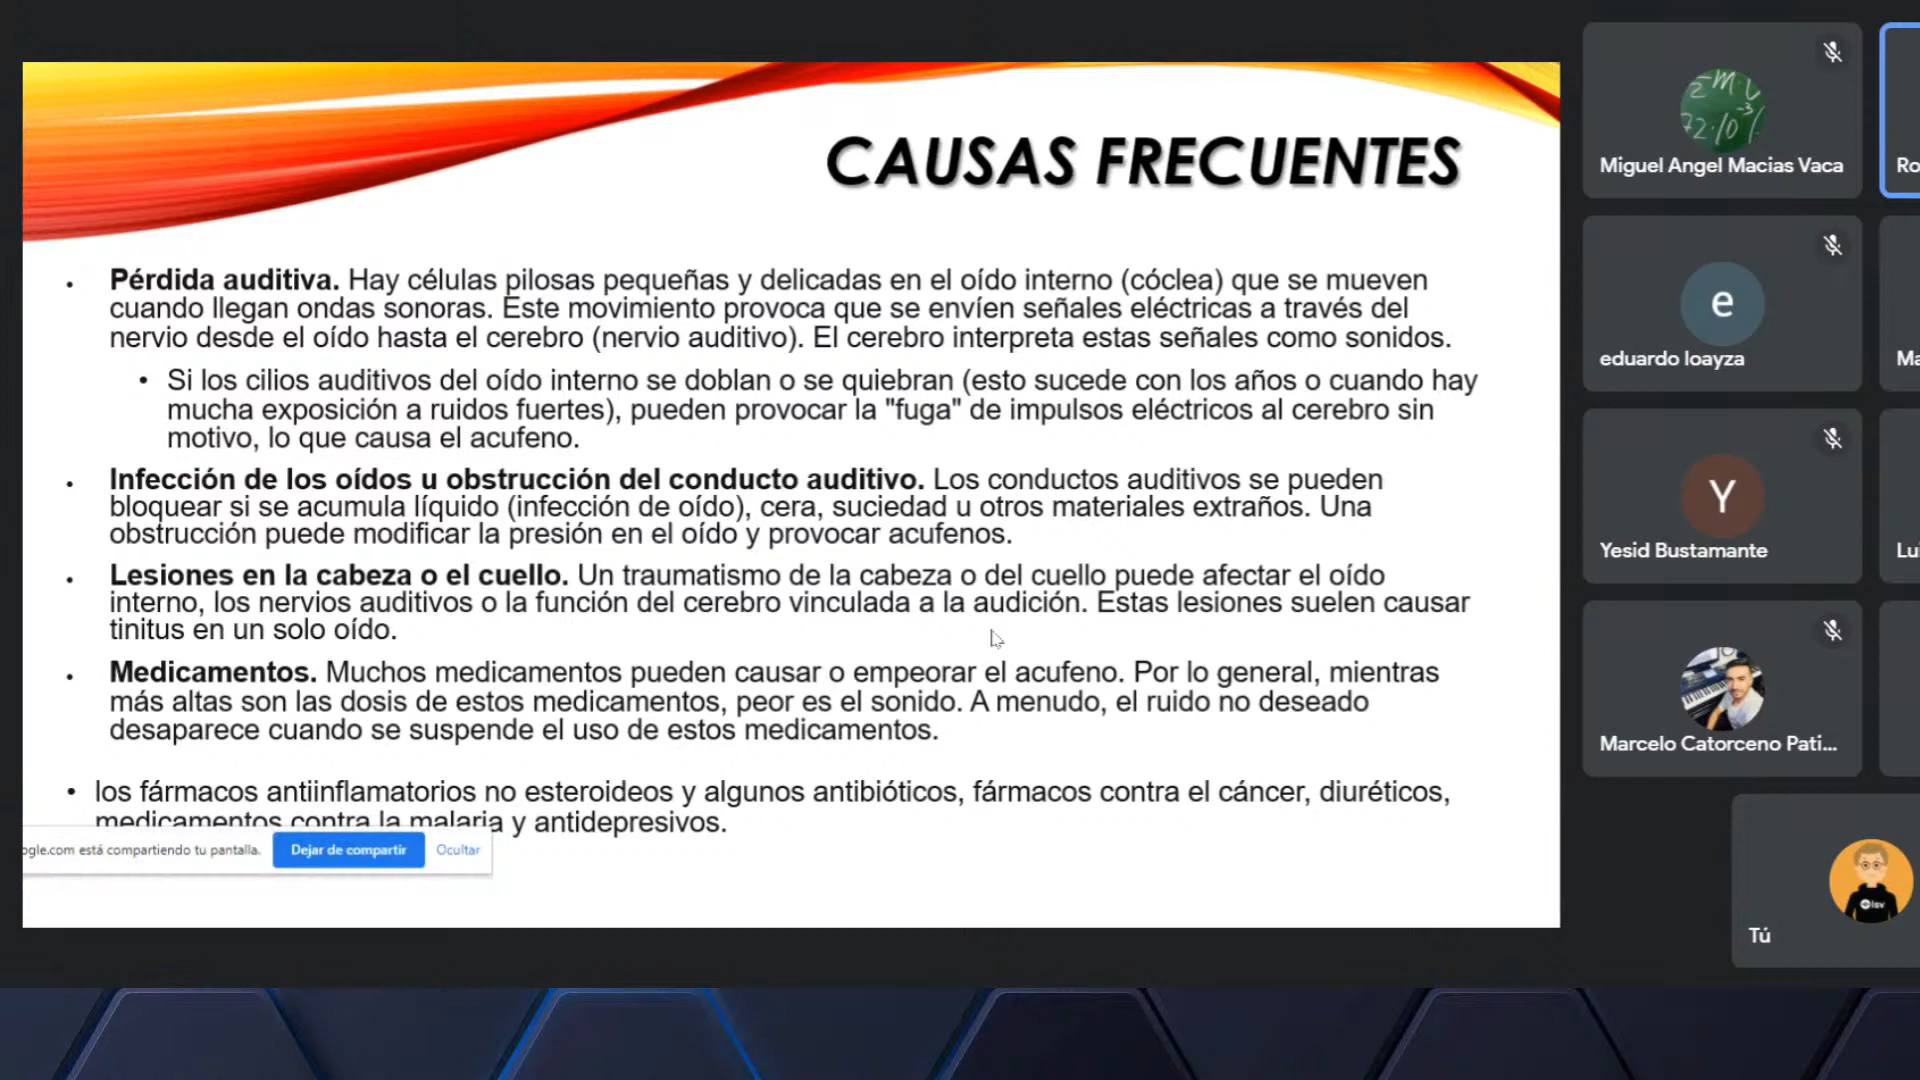 CAUSAS FRECUENTES
• Pérdida auditiva. Hay células pilosas pequeñas y delicadas en el oído interno (cóclea) que se mueven
cuando llegan ondas sonoras. Este movimiento provoca que se envíen señales eléctricas a través del
nervio desde el oído hasta el cerebro (nervio auditivo). El cerebro interpreta estas señales como sonidos.
• Si los cilios auditivos del oído interno se doblan o se quiebran (esto sucede con los años o cuando hay
mucha exposición a ruidos fuertes), pueden provocar la "fuga" de impulsos eléctricos al cerebro sin
motivo, lo que causa el acufeno.
• Infección de los oídos u obstrucción del conducto auditivo. Los conductos auditivos se pueden
bloquear si se acumula líquido (infección de oído), cera, suciedad u otros materiales extraños. Una
obstrucción puede modificar la presión en el oído y provocar acufenos.
• Lesiones en la cabeza o el cuello. Un traumatismo de la cabeza o del cuello puede afectar el oído
interno, los nervios auditivos o la función del cerebro vinculada a la audición. Estas lesiones suelen causar
tinitus en un solo oído.
• Medicamentos. Muchos medicamentos pueden causar o empeorar el acufeno. Por lo general, mientras
más altas son las dosis de estos medicamentos, peor es el sonido. A menudo, el ruido no deseado
desaparece cuando se suspende el uso de estos medicamentos.
• los fármacos antiinflamatorios no esteroideos y algunos antibióticos, fármacos contra el cáncer, diuréticos,
medicamentos contra la malaria y antidepresivos.
ogle.com está compartiendo tu pantalla. Dejar de compartir Ocultar
Miguel Angel Macias Vaca
Ro
e
eduardo loayza
Ma
Y
Yesid Bustamante
Lui
Marcelo Catorceno Pati...
Tú